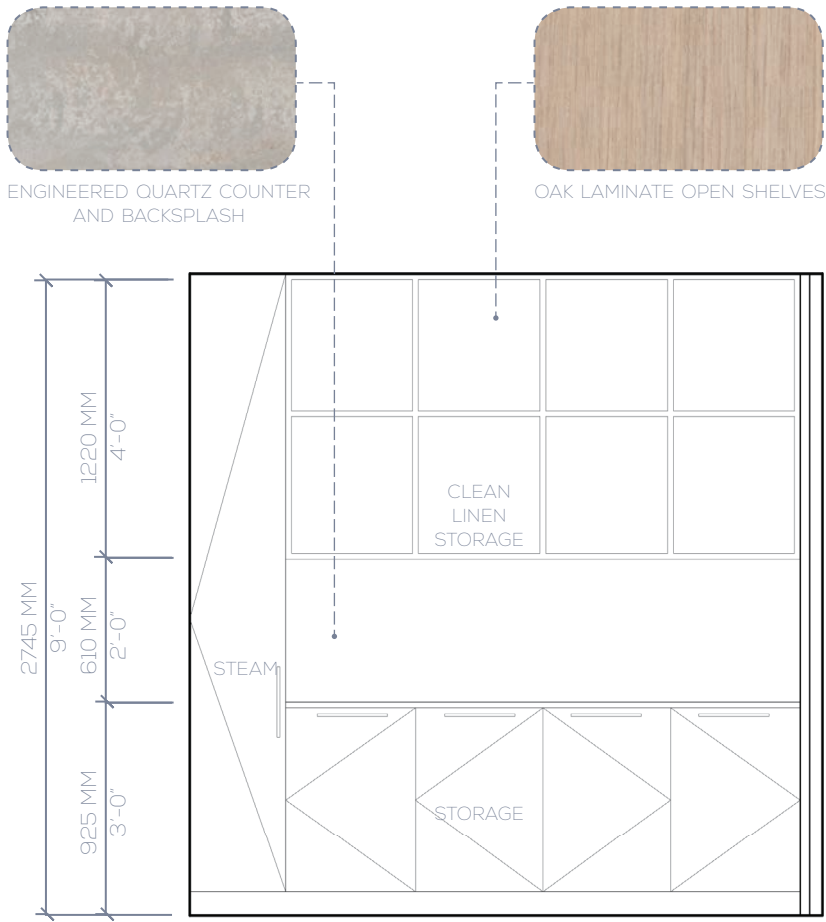 ENGINEERED QUARTZ COUNTER
AND BACKSPLASH
OAK LAMINATE OPEN SHELVES
2745 MM
9'-0"
1220 MM
4'-0"
610 MM
2'-0"
925 MM
3'-0"
CLEAN
LINEN
STORAGE
STEAM
STORAGE